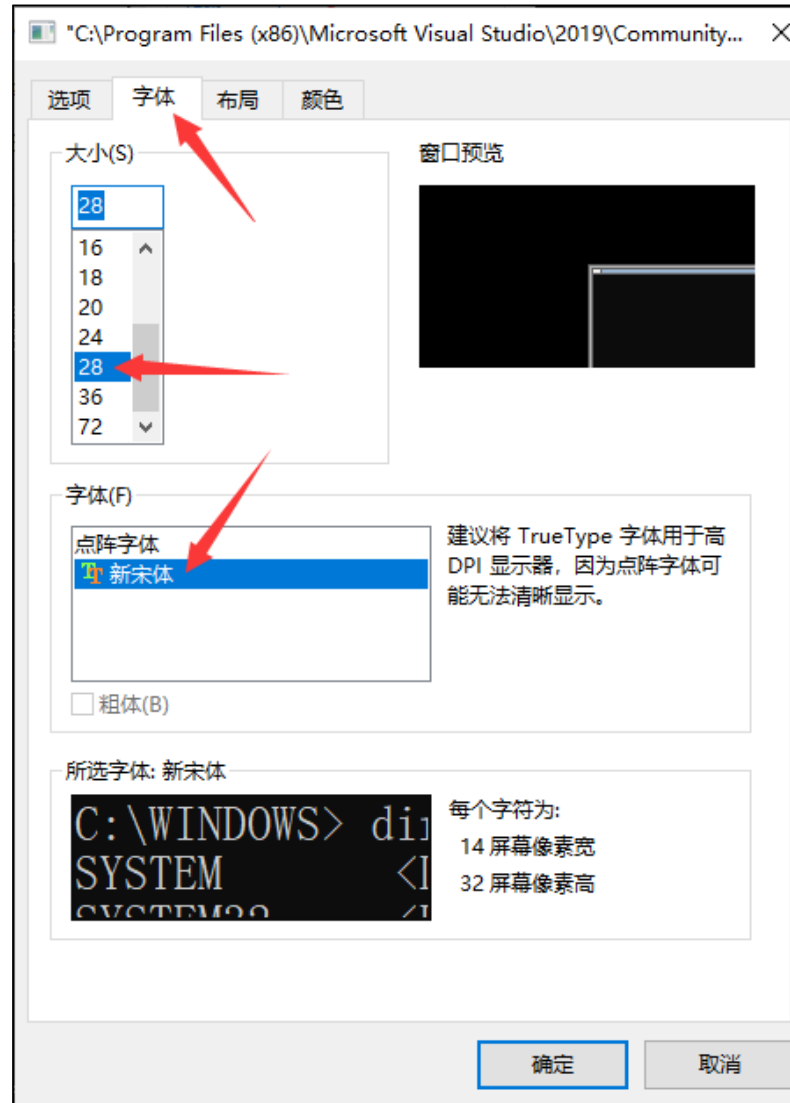 "C:\Program Files (x86)\Microsoft Visual Studio\2019\Community...
选项 字体 布局 颜色
大小(S)
窗口预览
28
16
18
20
24
28
36
72
字体(F)
点阵字体
新宋体
建议将 TrueType 字体用于高
DPI 显示器，因为点阵字体可
能无法清晰显示。
粗体(B)
所选字体: 新宋体
C:\WINDOWS> dir
SYSTEM <I
每个字符为:
14 屏幕像素宽
32 屏幕像素高
确定 取消